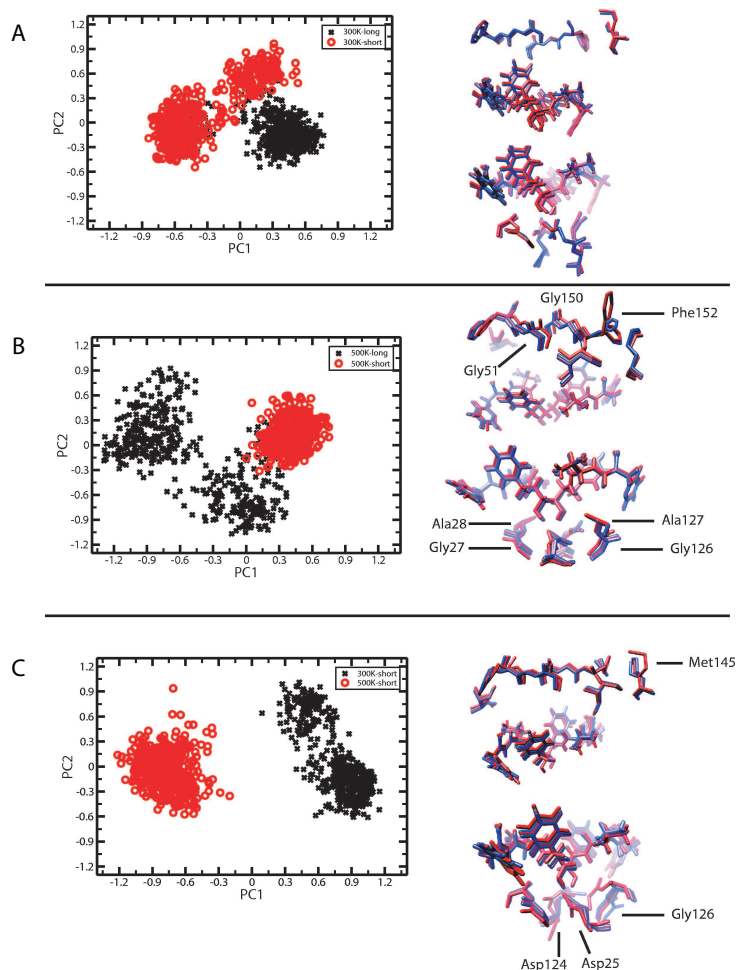 A
300K-long
300K-short
1.2
0.9
0.6
0.3
0
-0.3
-0.6
-0.9
-1.2
PC2
-1.2 -0.9 -0.6 -0.3 0 0.3 0.6 0.9 1.2
PC1
B
500K-long
500K-short
1.2
0.9
0.6
0.3
0
-0.3
-0.6
-0.9
-1.2
PC2
-1.2 -0.9 -0.6 -0.3 0 0.3 0.6 0.9 1.2
PC1
Gly150
Phe152
Gly51
Ala28
Ala127
Gly27
Gly126
C
300K-short
500K-short
1.2
0.9
0.6
0.3
0
-0.3
-0.6
-0.9
-1.2
PC2
-1.2 -0.9 -0.6 -0.3 0 0.3 0.6 0.9 1.2
PC1
Met145
Gly126
Asp124 Asp25